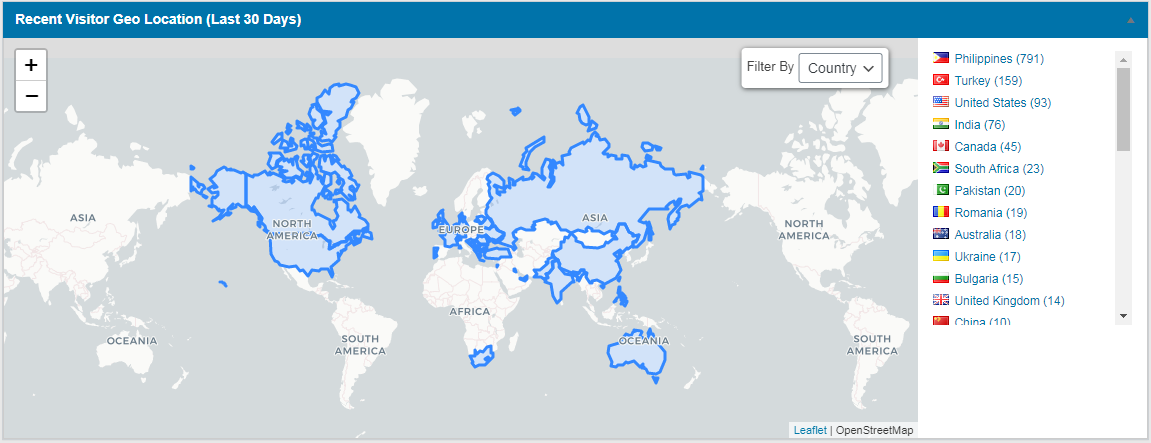 Recent Visitor Geo Location (Last 30 Days)
+
−
Filter By Country
ASIA
NORTH
AMERICA
EUROPE
ASIA
NORTH
AMERICA
AFRICA
OCEANIA
SOUTH
AMERICA
OCEANIA
SOUTH
AMERICA
Leaflet | OpenStreetMap
Philippines (791)
Turkey (159)
United States (93)
India (76)
Canada (45)
South Africa (23)
Pakistan (20)
Romania (19)
Australia (18)
Ukraine (17)
Bulgaria (15)
United Kingdom (14)
China (10)